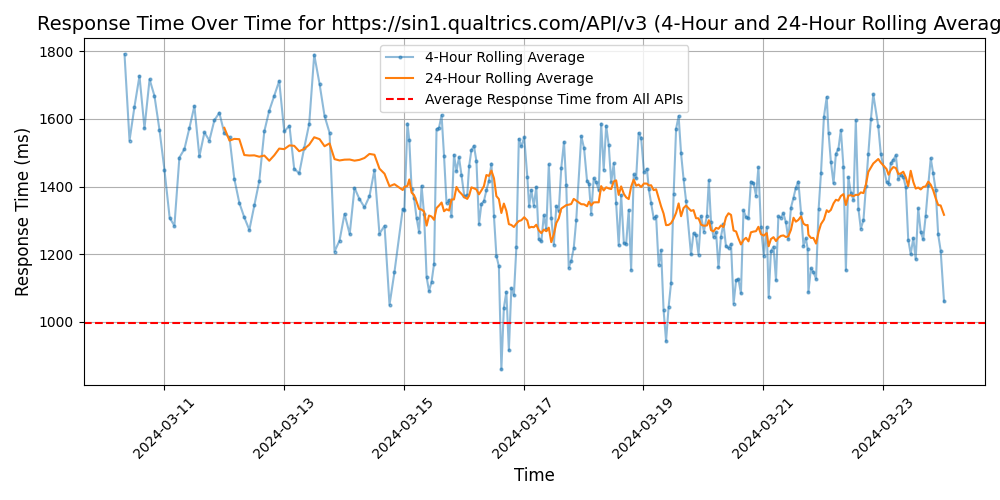 Response Time Over Time for https://sin1.qualtrics.com/API/v3 (4-Hour and 24-Hour Rolling Averag
4-Hour Rolling Average
24-Hour Rolling Average
Average Response Time from All APIs
Response Time (ms)
1800
1600
1400
1200
1000
2024-03-11
2024-03-13
2024-03-15
2024-03-17
2024-03-19
2024-03-21
2024-03-23
Time